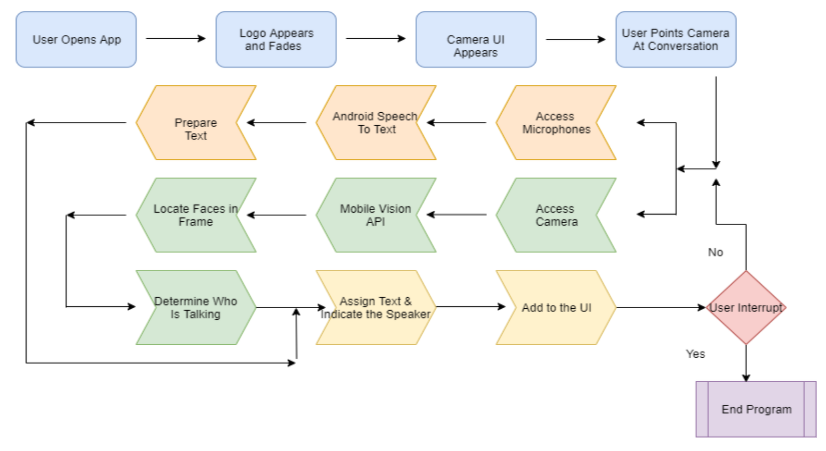 User Opens App
Logo Appears
and Fades
Camera UI
Appears
User Points Camera
At Conversation
Prepare
Text
Android Speech
To Text
Access
Microphones
Locate Faces in
Frame
Mobile Vision
API
Access
Camera
No
Determine Who
Is Talking
Assign Text &
Indicate the Speaker
Add to the UI
User Interrupt
Yes
End Program